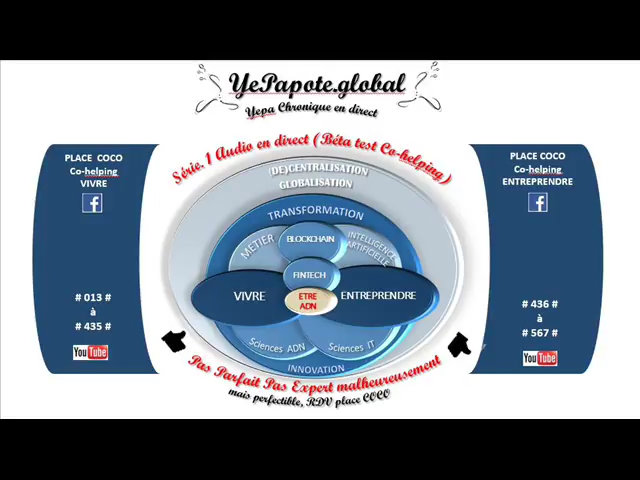 YePapote.global
Yepa Chronique en direct
Série. 1 Audio en direct ( Béta test Co-helping)
PLACE COCO
Co-helping
VIVRE
# 013 #
à
# 435 #
YouTube
(DE)CENTRALISATION
GLOBALISATION
TRANSFORMATION
METIER
BLOCKCHAIN
INTELLIGENCE
ARTIFICIELLE
FINTECH
VIVRE
ETRE
ADN
ENTREPRENDRE
Sciences ADN
Sciences IT
INNOVATION
PLACE COCO
Co-helping
ENTREPRENDRE
# 436 #
à
# 567 #
YouTube
Pas Parfait Pas Expert malheureusement
mais perfectible, RDV place COCO